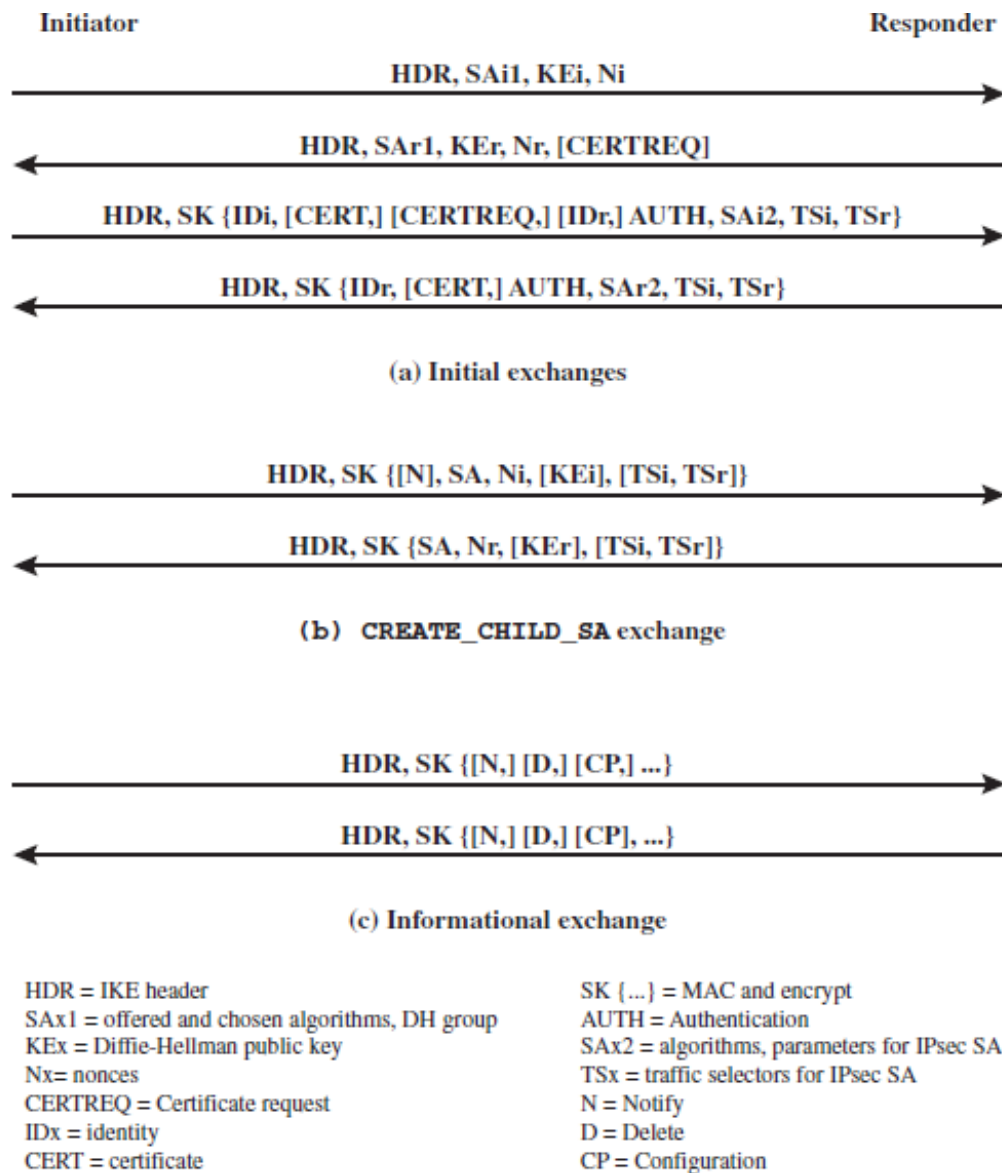 Initiator
Responder
HDR, SAi1, KEi, Ni
HDR, SAr1, KEr, Nr, [CERTREQ]
HDR, SK {IDi, [CERT,] [CERTREQ,] [IDr,] AUTH, SAi2, TSi, TSr}
HDR, SK {IDr, [CERT,] AUTH, SAr2, TSi, TSr}
(a) Initial exchanges
HDR, SK {[N], SA, Ni, [KEi], [TSi, TSr]}
HDR, SK {SA, Nr, [KEr], [TSi, TSr]}
(b) CREATE_CHILD_SA exchange
HDR, SK {[N,] [D,] [CP,] ...}
HDR, SK {[N,] [D,] [CP], ...}
(c) Informational exchange
HDR = IKE header
SAx1 = offered and chosen algorithms, DH group
KEx = Diffie-Hellman public key
Nx= nonces
CERTREQ = Certificate request
IDx = identity
CERT = certificate
SK {...} = MAC and encrypt
AUTH = Authentication
SAx2 = algorithms, parameters for IPsec SA
TSx = traffic selectors for IPsec SA
N = Notify
D = Delete
CP = Configuration